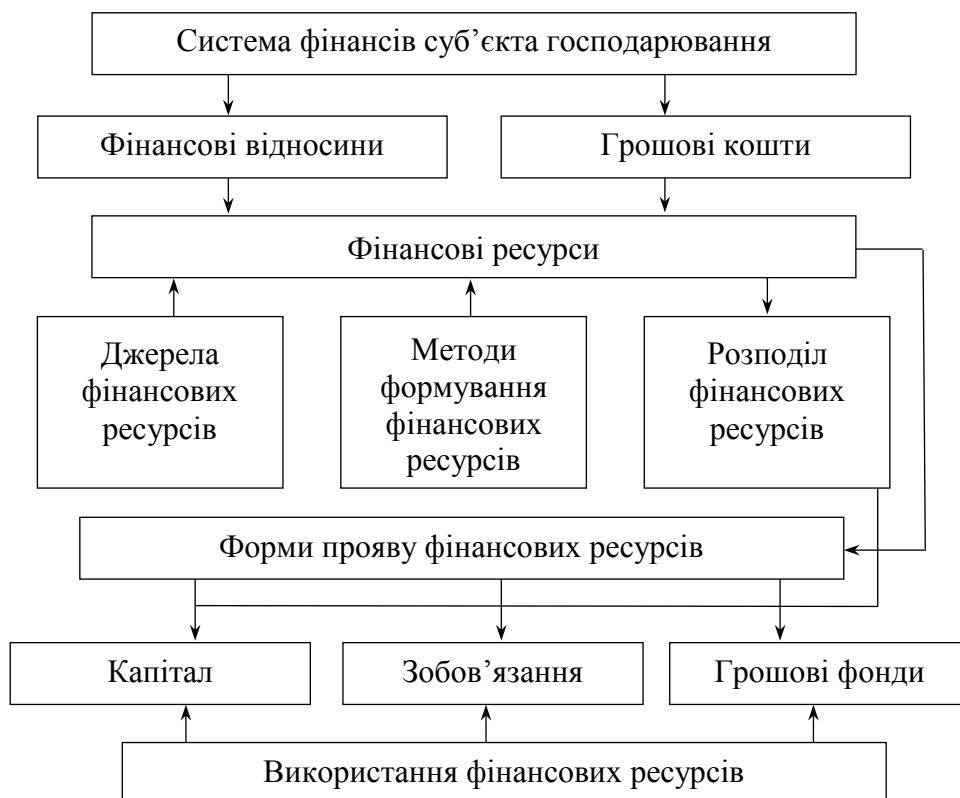 Система фінансів суб’єкта господарювання
Фінансові відносини
Грошові кошти
Фінансові ресурси
Джерела
фінансових
ресурсів
Методи
формування
фінансових
ресурсів
Розподіл
фінансових
ресурсів
Форми прояву фінансових ресурсів
Капітал
Зобов’язання
Грошові фонди
Використання фінансових ресурсів